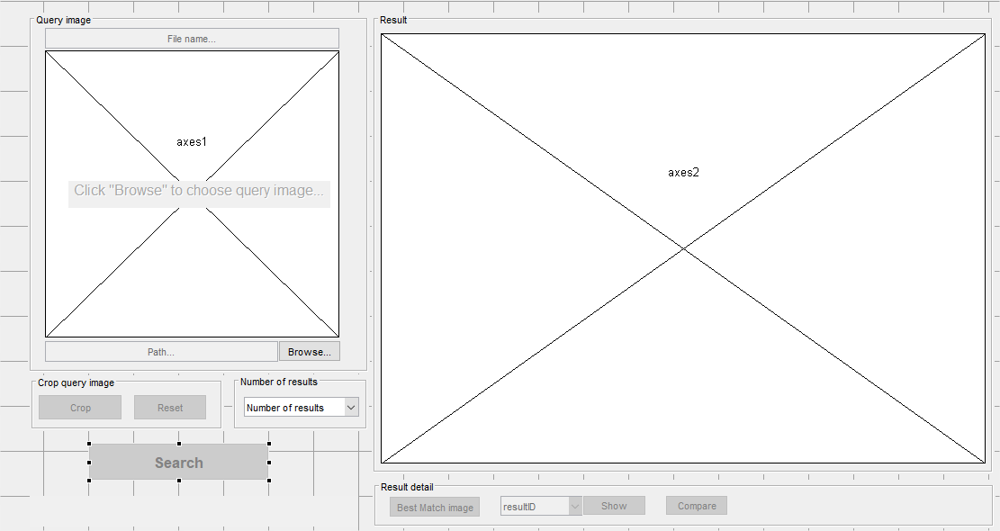 Query image
File name...
axes1
Click "Browse" to choose query image...
Path...
Browse...
Crop query image
Crop
Reset
Number of results
Number of results
Search
Result
axes2
Result detail
Best Match image
resultID
Show
Compare